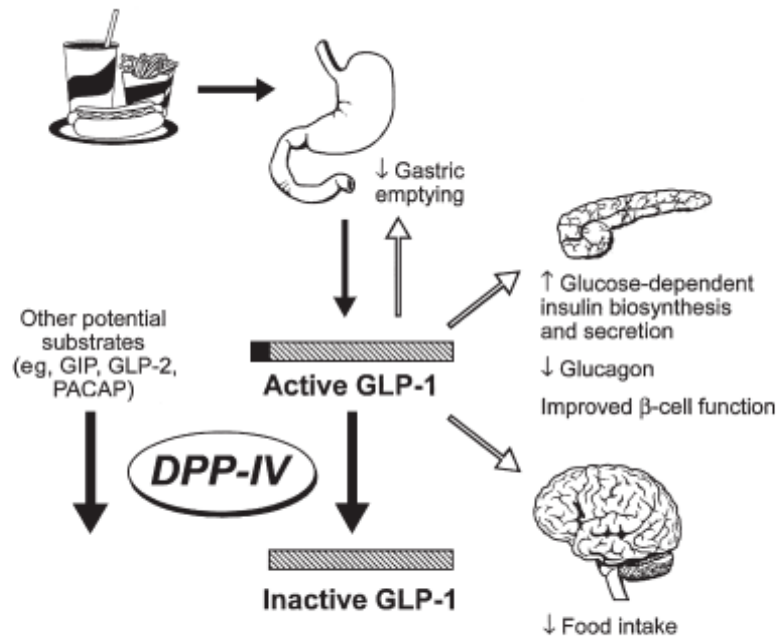 ↓ Gastric
emptying
↑ Glucose-dependent
insulin biosynthesis
and secretion
↓ Glucagon
Improved β-cell function
Other potential
substrates
(eg, GIP, GLP-2,
PACAP)
Active GLP-1
DPP-IV
Inactive GLP-1
↓ Food intake